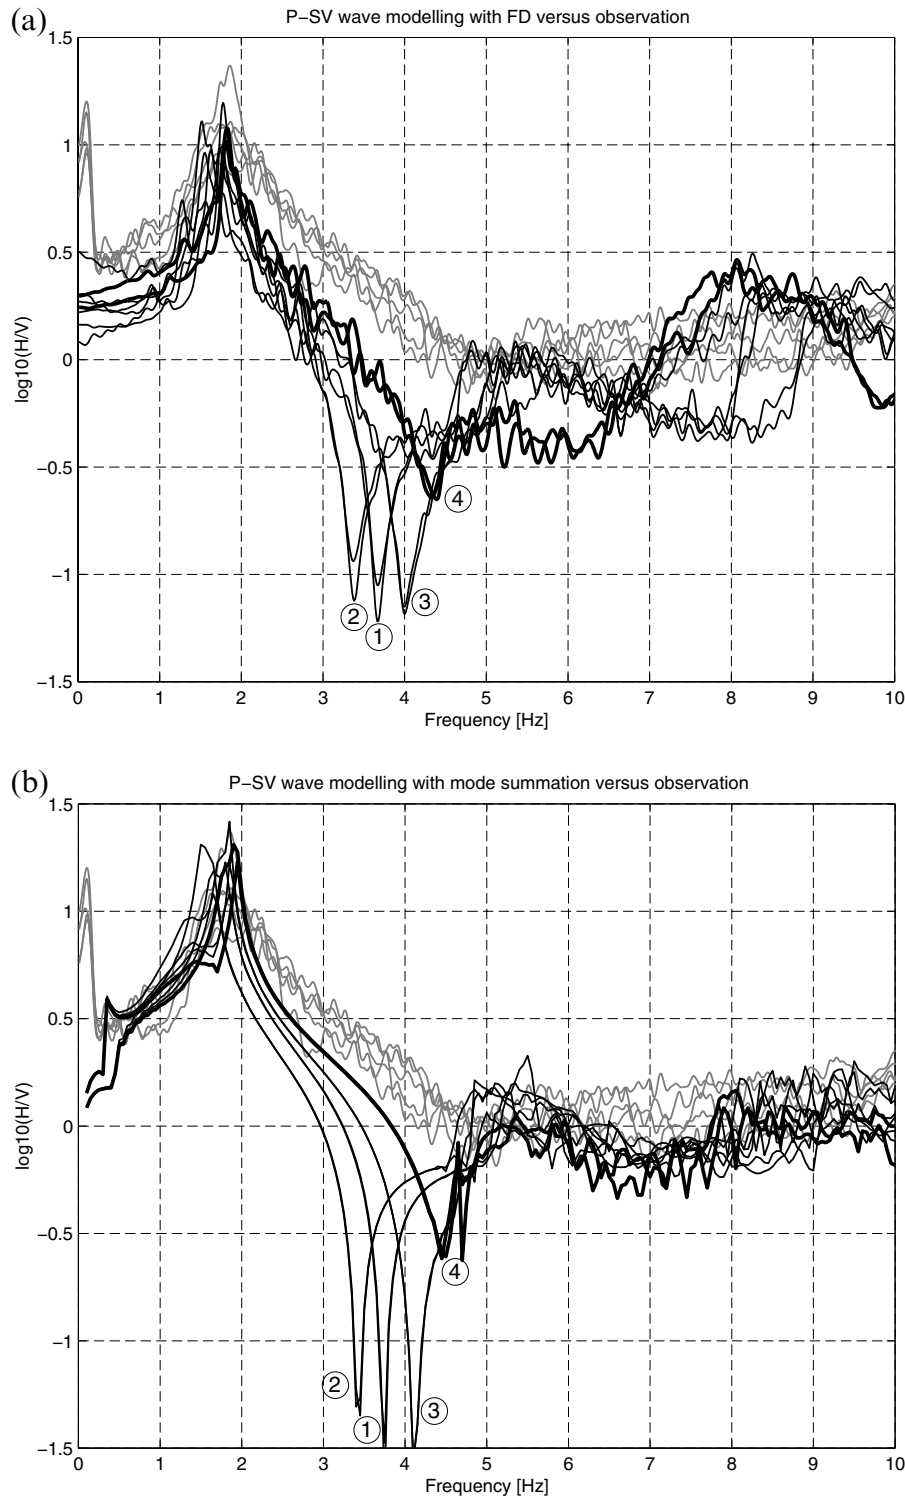 (a)
P−SV wave modelling with FD versus observation
1.5
1
0.5
0
−0.5
−1
−1.5
log10(H/V)
4
2
3
1
0 1 2 3 4 5 6 7 8 9 10
Frequency [Hz]
(b)
P−SV wave modelling with mode summation versus observation
1.5
1
0.5
0
−0.5
−1
−1.5
log10(H/V)
4
2
3
1
0 1 2 3 4 5 6 7 8 9 10
Frequency [Hz]